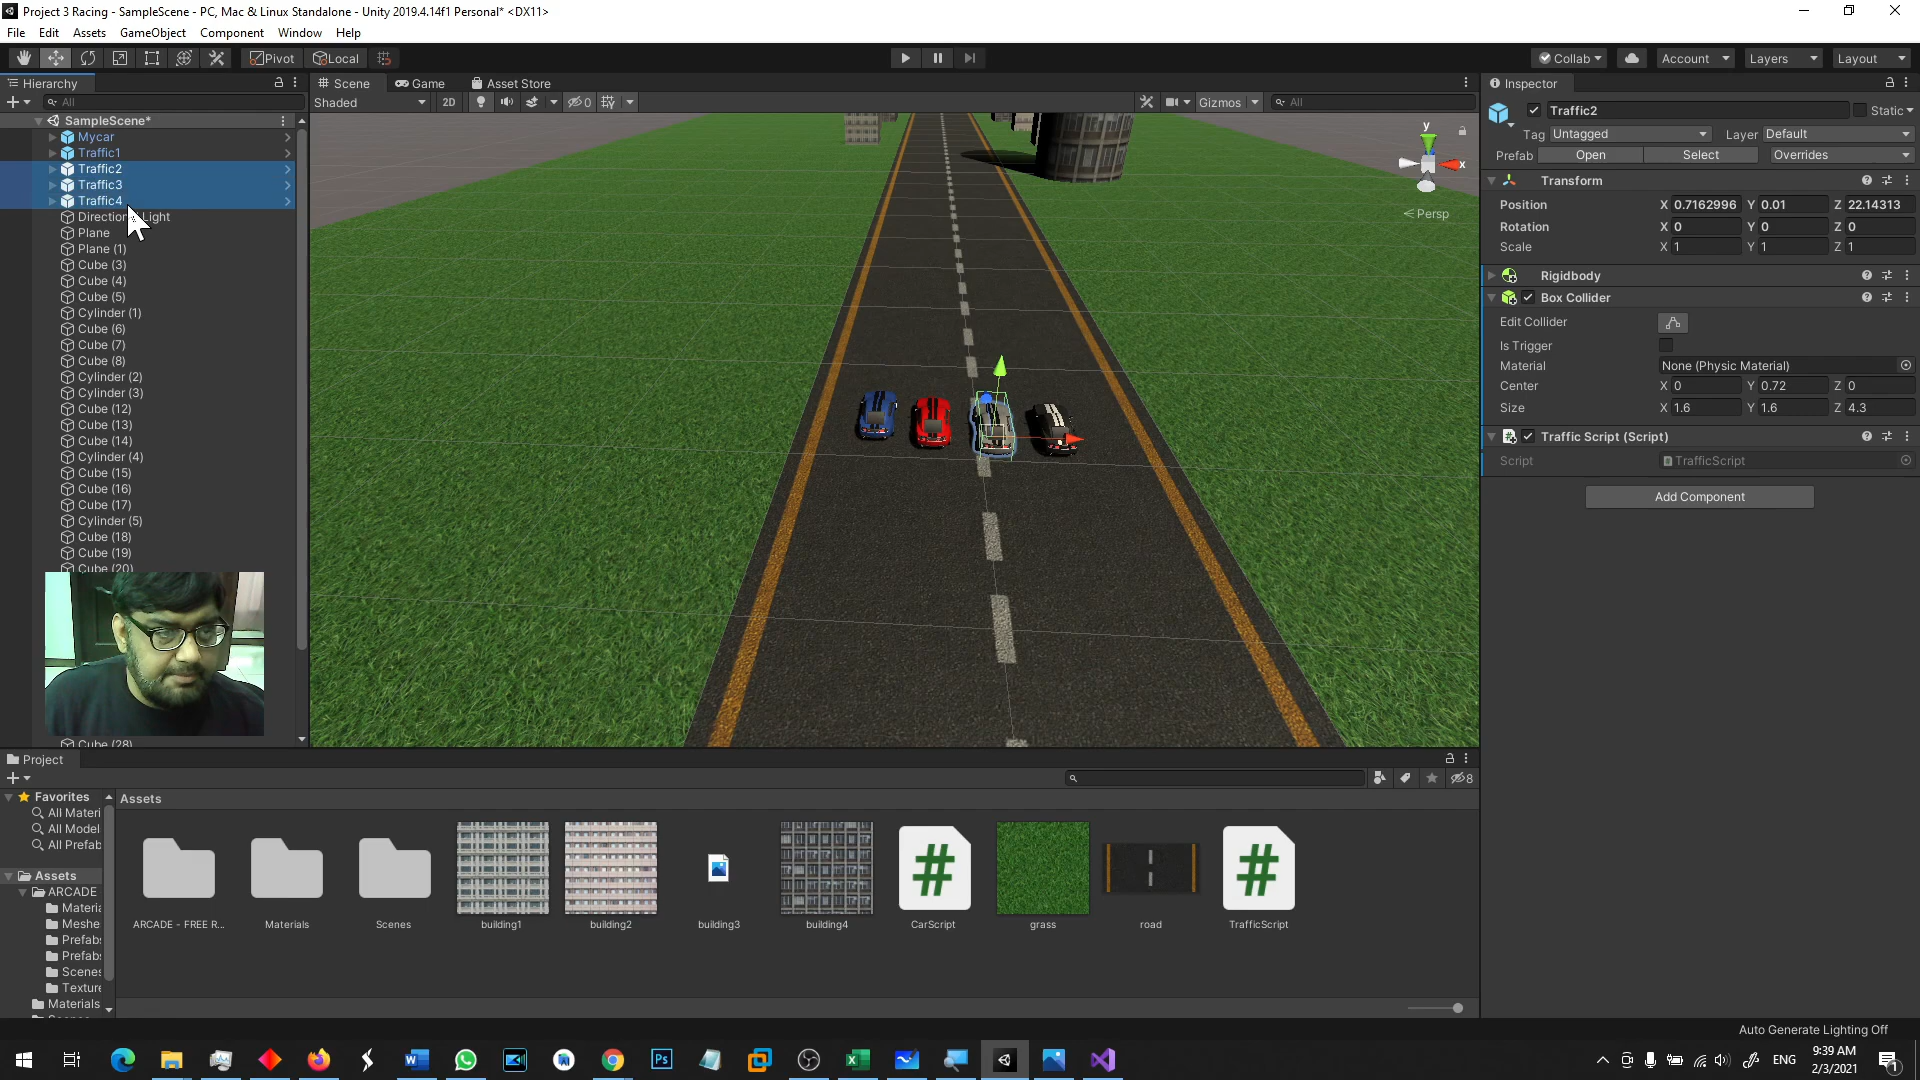 Project 3 Racing - SampleScene - PC, Mac & Linux Standalone - Unity 2019.4.14f1 Personal* <DX11>
File Edit Assets GameObject Component Window Help
Pivot Local Collab Account Layers Layout
Hierarchy
All
SampleScene*
Mycar
Traffic1
Traffic2
Traffic3
Traffic4
Light
Plane
Plane (1)
Cube (3)
Cube (4)
Cube (5)
Cylinder (1)
Cube (6)
Cube (7)
Cube (8)
Cylinder (2)
Cylinder (3)
Cube (12)
Cube (13)
Cube (14)
Cylinder (4)
Cube (15)
Cube (16)
Cube (17)
Cylinder (5)
Cube (18)
Cube (19)
Cube (20)
Cube (28)
Scene Game Asset Store
Shaded 2D 0 Gizmos All
y
x
Persp
Inspector
Traffic2 Static
Tag Untagged Layer Default
Prefab Open Select Overrides
Transform
Position X 0.7162996 Y 0.01 Z 22.14313
Rotation X 0 Y 0 Z 0
Scale X 1 Y 1 Z 1
Rigidbody
Box Collider
Edit Collider
Is Trigger
Material None (Physic Material)
Center X 0 Y 0.72 Z 0
Size X 1.6 Y 1.6 Z 4.3
Traffic Script (Script)
Script TrafficScript
Add Component
Project
8
Favorites
All Materi
All Model
All Prefab
Assets
ARCADE
Materia
Meshe
Prefab
Prefab
Scene
Textur
Materials
Assets
ARCADE - FREE R...
Materials
Scenes
building1
building2
building3
building4
CarScript
grass
road
TrafficScript
Auto Generate Lighting Off
ENG
9:39 AM
2/3/2021
1